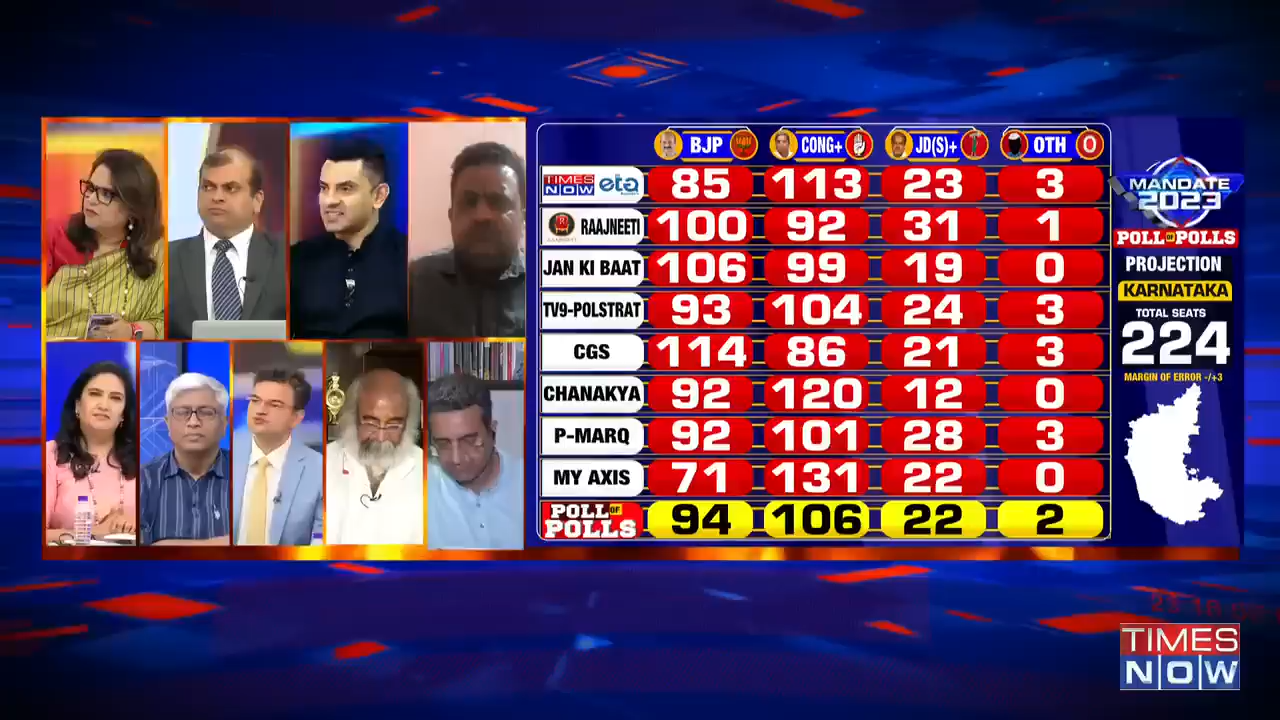 BJP CONG+ JD(S)+ OTH O
TIMES NOW eta 85 113 23 3
RAAJNEETI 100 92 31 1
JAN KI BAAT 106 99 19 0
TV9-POLSTRAT 93 104 24 3
CGS 114 86 21 3
CHANAKYA 92 120 12 0
P-MARQ 92 101 28 3
MY AXIS 71 131 22 0
POLL OF POLLS 94 106 22 2
MANDATE
2023
POLL OF POLLS
PROJECTION
KARNATAKA
TOTAL SEATS
224
MARGIN OF ERROR -/+3
TIMES
NOW